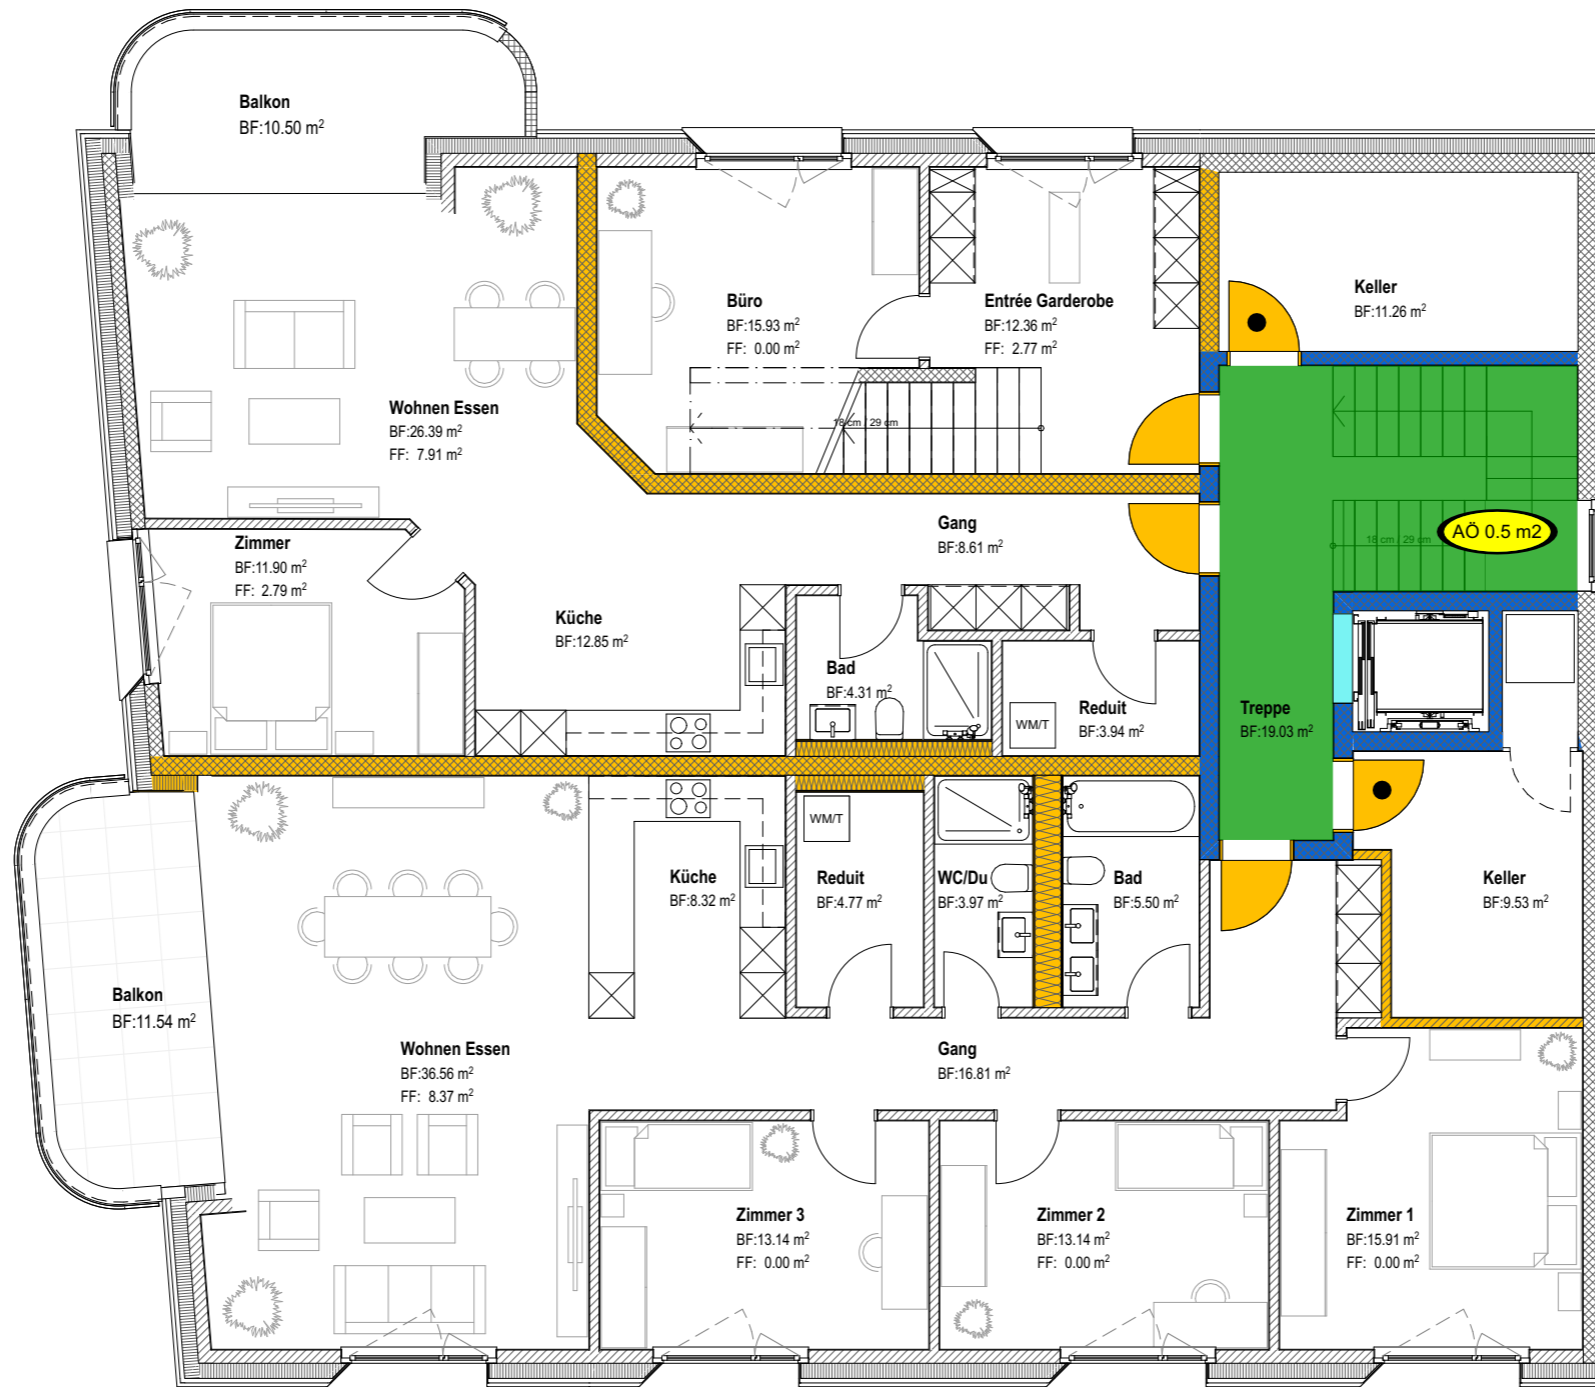 Balkon
BF:10.50 m²
Büro
BF:15.93 m²
FF: 0.00 m²
Entrée Garderobe
BF:12.36 m²
FF: 2.77 m²
Keller
BF:11.26 m²
Wohnen Essen
BF:26.39 m²
FF: 7.91 m²
18 cm / 29 cm
Gang
BF:8.61 m²
AÖ 0.5 m2
18 cm / 29 cm
Zimmer
BF:11.90 m²
FF: 2.79 m²
Küche
BF:12.85 m²
Bad
BF:4.31 m²
Reduit
BF:3.94 m²
WM/T
Treppe
BF:19.03 m²
WM/T
Küche
BF:8.32 m²
Reduit
BF:4.77 m²
WC/Du
BF:3.97 m²
Bad
BF:5.50 m²
Keller
BF:9.53 m²
Balkon
BF:11.54 m²
Wohnen Essen
BF:36.56 m²
FF: 8.37 m²
Gang
BF:16.81 m²
Zimmer 3
BF:13.14 m²
FF: 0.00 m²
Zimmer 2
BF:13.14 m²
FF: 0.00 m²
Zimmer 1
BF:15.91 m²
FF: 0.00 m²